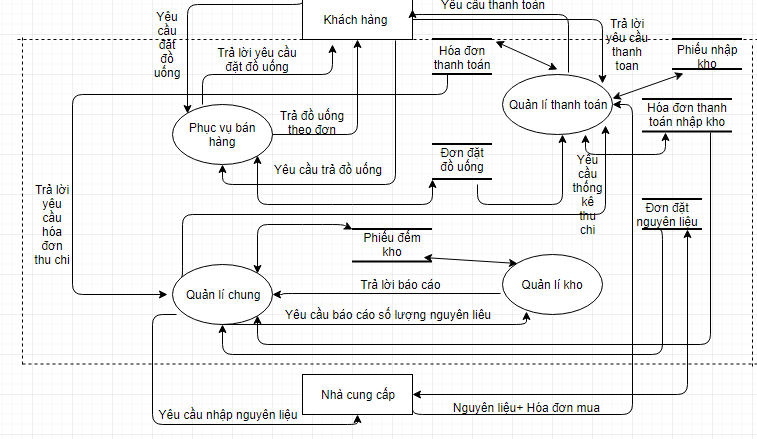 Yêu cầu thanh toán
Khách hàng
Yêu
cầu
đặt
đồ
uống
Trả lời
yêu cầu
thanh
toan
Trả lời yêu cầu
đặt đồ uống
Hóa đơn
thanh toán
Phiếu nhập
kho
Quản lí thanh toán
Hóa đơn thanh
toán nhập kho
Phục vụ bán
hàng
Trả đồ uống
theo đơn
Yêu cầu trả đồ uống
Đơn đặt
đồ uống
Yêu
cầu
thống
kê
thu
chi
Trả lời
yêu
cầu
hóa
đơn
thu chi
Đơn đặt
nguyên liệu
Phiếu đếm
kho
Quản lí chung
Trả lời báo cáo
Quản lí kho
Yêu cầu báo cáo số lượng nguyên liêu
Nhà cung cấp
Yêu cầu nhập nguyên liệu
Nguyên liệu+ Hóa đơn mua